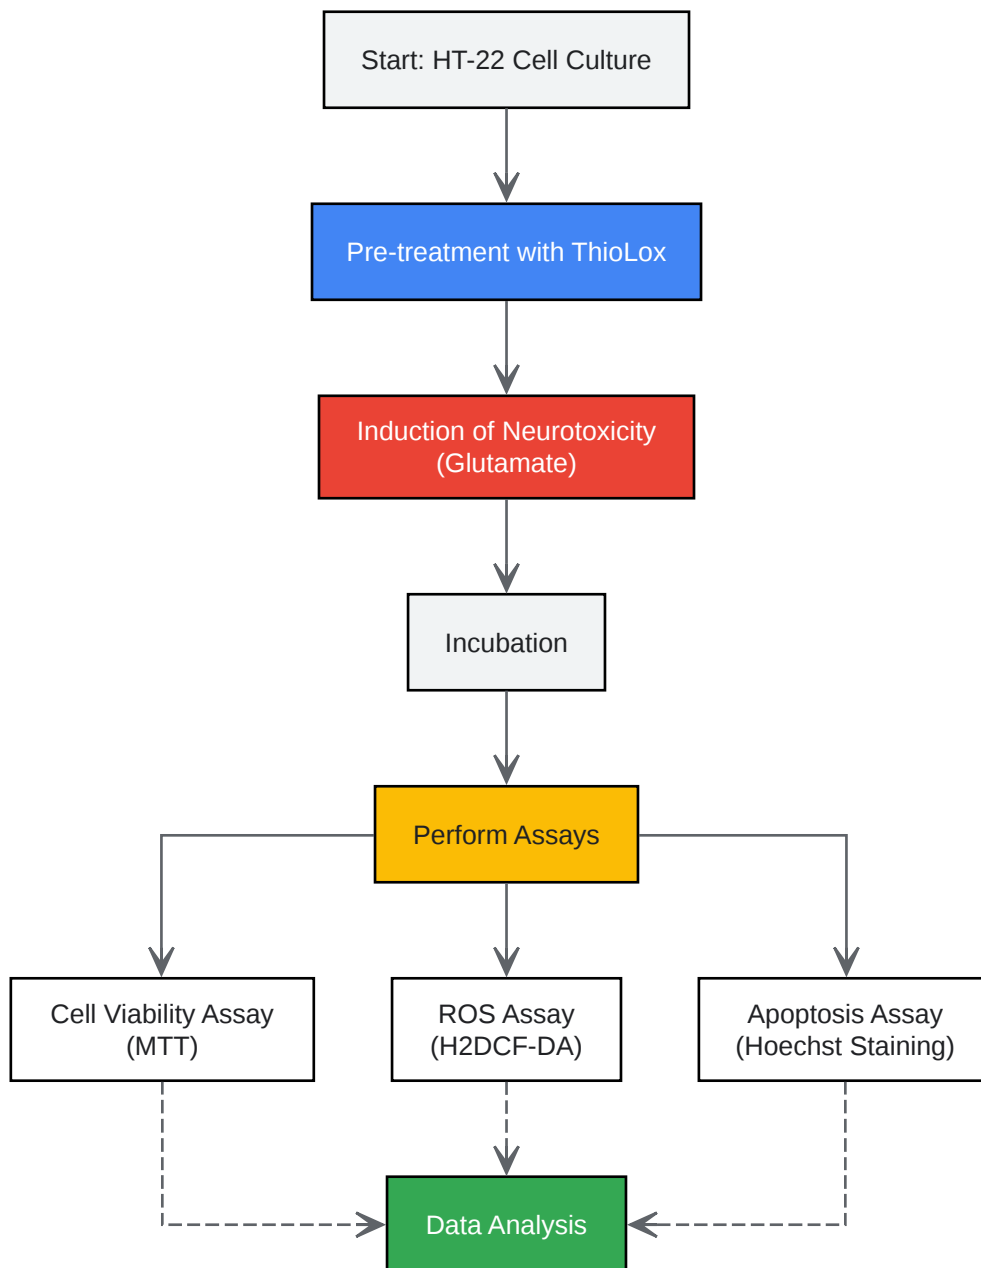 Start: HT-22 Cell Culture
Pre-treatment with ThioLox
Induction of Neurotoxicity
(Glutamate)
Incubation
Perform Assays
Cell Viability Assay
(MTT)
ROS Assay
(H2DCF-DA)
Apoptosis Assay
(Hoechst Staining)
Data Analysis